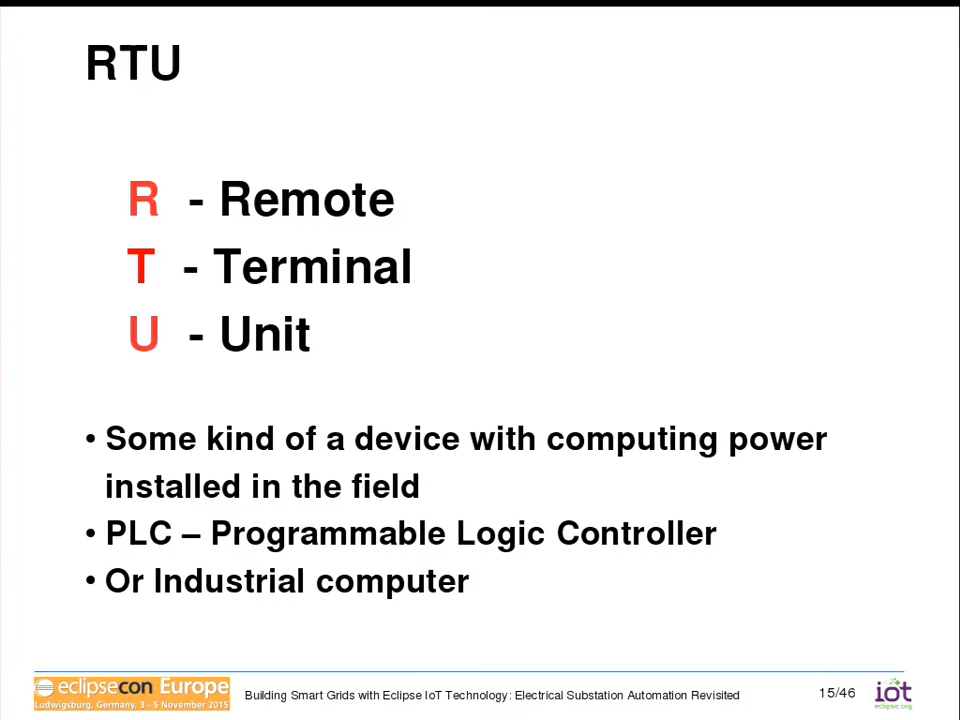 RTU
R - Remote
T - Terminal
U - Unit
• Some kind of a device with computing power
installed in the field
• PLC – Programmable Logic Controller
• Or Industrial computer
eclipsecon Europe
Ludwigsburg, Germany, 3 - 5 November 2015
Building Smart Grids with Eclipse IoT Technology: Electrical Substation Automation Revisited
15/46
iot
eclipse.org